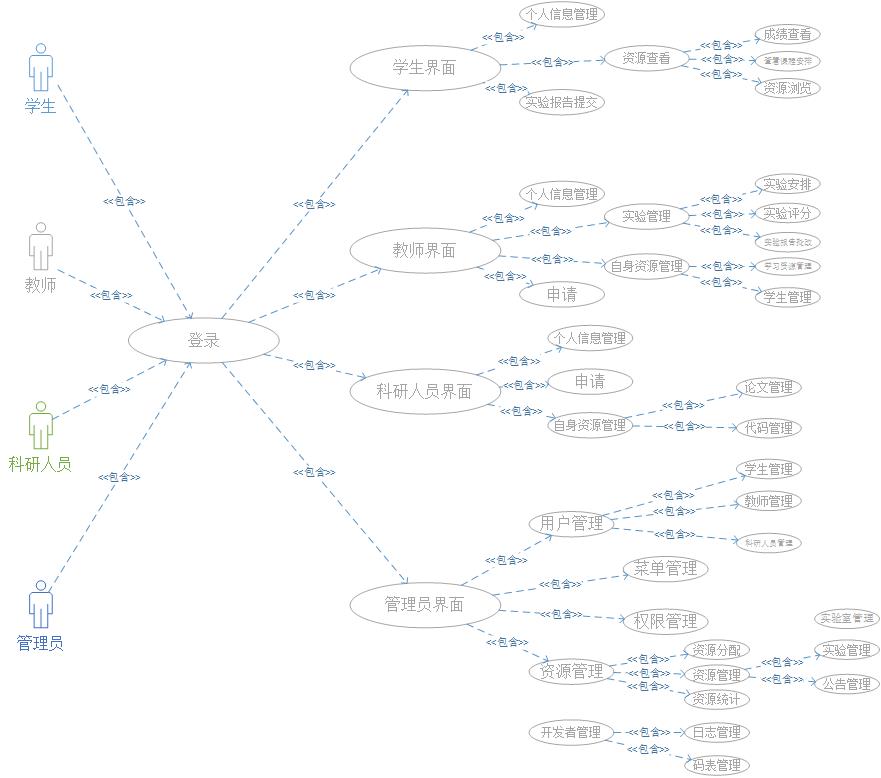 学生
教师
科研人员
管理员
<<包含>>
<<包含>>
<<包含>>
<<包含>>
登录
<<包含>>
<<包含>>
<<包含>>
<<包含>>
学生界面
<<包含>>
个人信息管理
<<包含>>
资源查看
<<包含>>
成绩查看
<<包含>>
查看课程安排
<<包含>>
资源浏览
<<包含>>
实验报告提交
教师界面
<<包含>>
个人信息管理
<<包含>>
实验管理
<<包含>>
实验安排
<<包含>>
实验评分
<<包含>>
实验报告批改
<<包含>>
自身资源管理
<<包含>>
学习资源管理
<<包含>>
学生管理
<<包含>>
申请
科研人员界面
<<包含>>
个人信息管理
<<包含>>
申请
<<包含>>
自身资源管理
<<包含>>
论文管理
<<包含>>
代码管理
管理员界面
<<包含>>
用户管理
<<包含>>
学生管理
<<包含>>
教师管理
<<包含>>
科研人员管理
<<包含>>
菜单管理
<<包含>>
权限管理
<<包含>>
资源管理
<<包含>>
资源分配
<<包含>>
资源管理
<<包含>>
资源统计
实验室管理
<<包含>>
实验管理
<<包含>>
公告管理
开发者管理
<<包含>>
日志管理
<<包含>>
码表管理